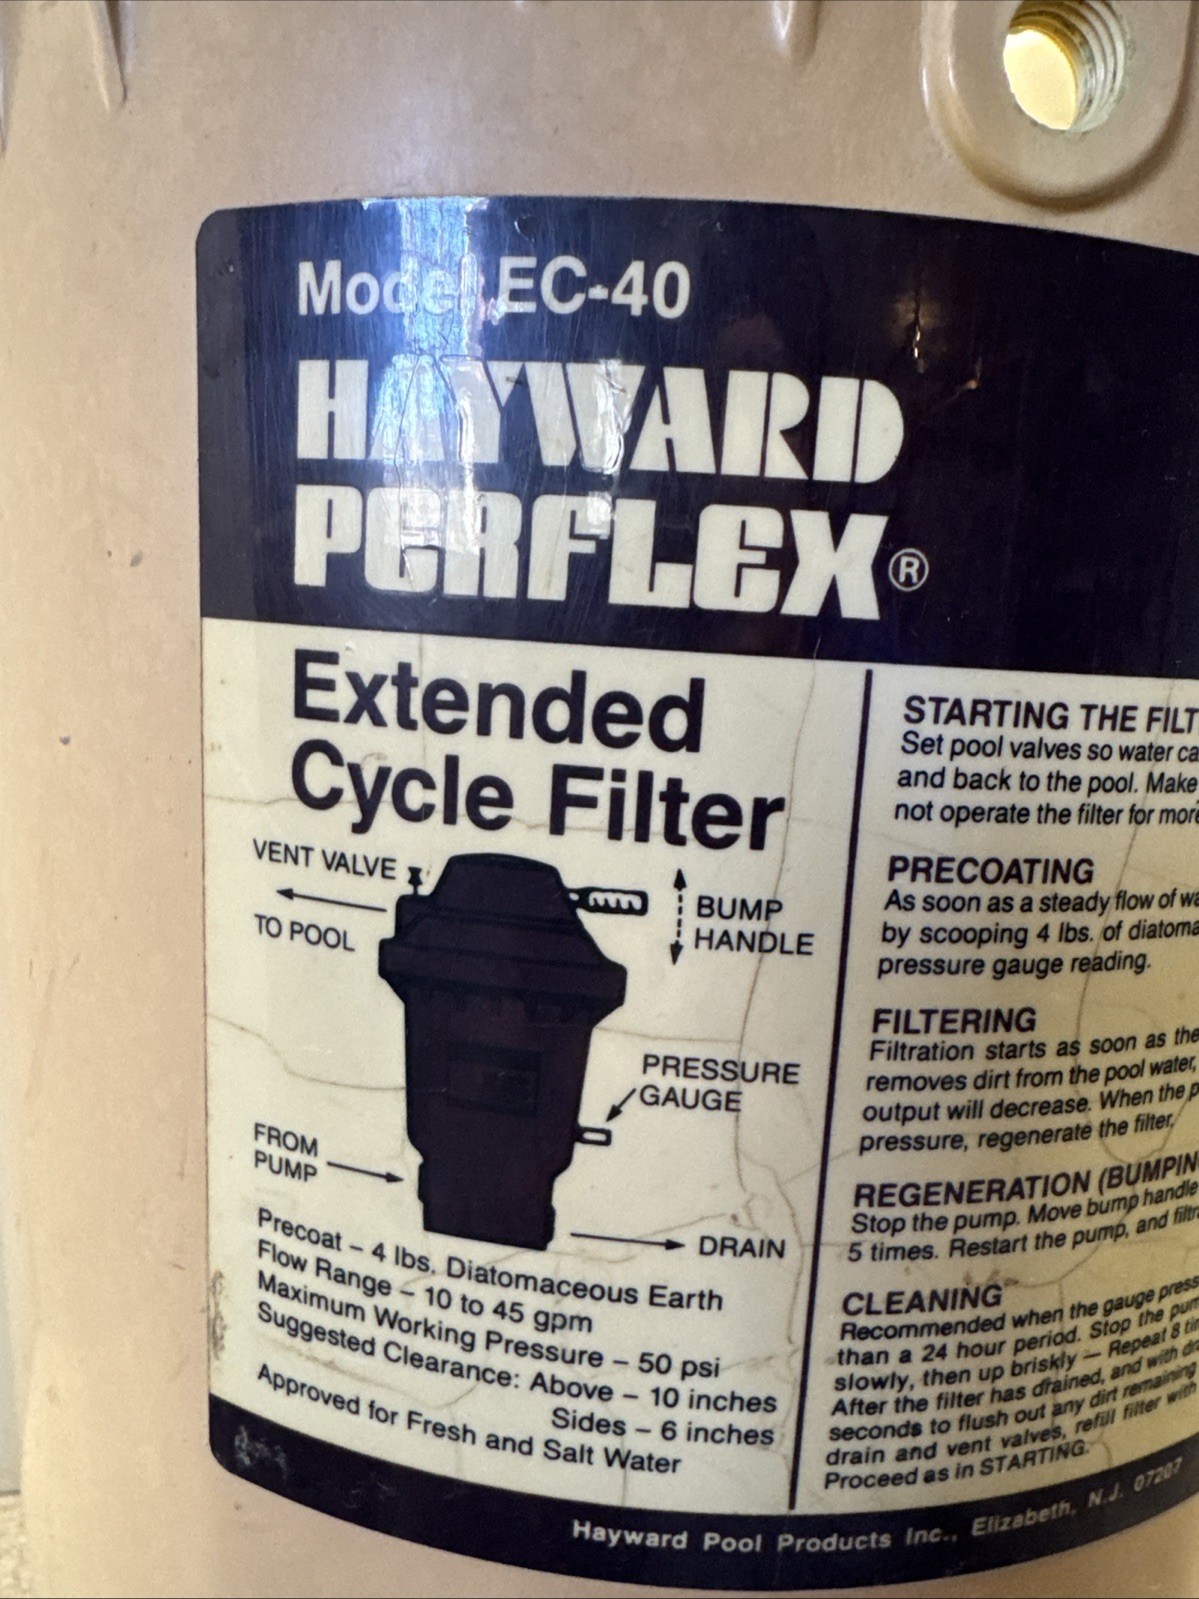 Model EC-40
HAYWARD
PERFLEX®
Extended
Cycle Filter
VENT VALVE
TO POOL
BUMP
HANDLE
PRESSURE
GAUGE
FROM
PUMP
DRAIN
Precoat – 4 lbs. Diatomaceous Earth
Flow Range – 10 to 45 gpm
Maximum Working Pressure – 50 psi
Suggested Clearance: Above – 10 inches
Sides – 6 inches
Approved for Fresh and Salt Water
STARTING THE FILT
Set pool valves so water ca
and back to the pool. Make
not operate the filter for more
PRECOATING
As soon as a steady flow of wa
by scooping 4 lbs. of diatoma
pressure gauge reading.
FILTERING
Filtration starts as soon as the
removes dirt from the pool water,
output will decrease. When the p
pressure, regenerate the filter.
REGENERATION (BUMPIN
Stop the pump. Move bump handle
5 times. Restart the pump, and filtr
CLEANING
Recommended when the gauge press
than a 24 hour period. Stop the pum
slowly, then up briskly — Repeat 8 tim
After the filter has drained, and with dra
seconds to flush out any dirt remaining
drain and vent valves, refill filter with
Proceed as in STARTING.
Hayward Pool Products Inc., Elizabeth, N.J. 07207